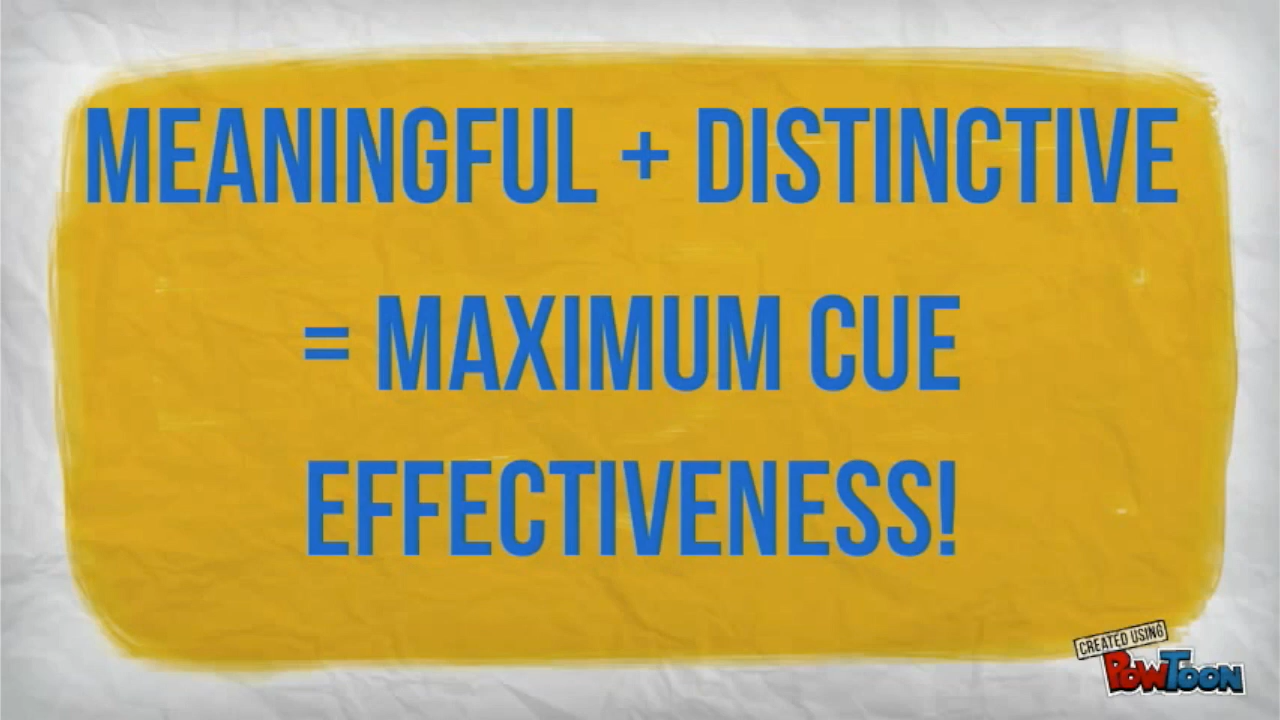 MEANINGFUL + DISTINCTIVE
= MAXIMUM CUE
EFFECTIVENESS!
CREATED USING
POWTOON